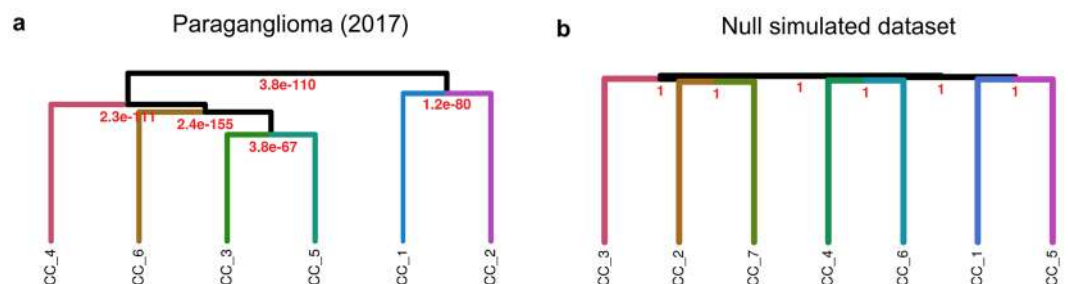 a
Paraganglioma (2017)
3.8e-110
1.2e-80
2.3e-111
2.4e-155
3.8e-67
CC_4
CC_6
CC_3
CC_5
CC_1
CC_2
b
Null simulated dataset
1
1
1
1
1
1
CC_3
CC_2
CC_7
CC_4
CC_6
CC_1
CC_5